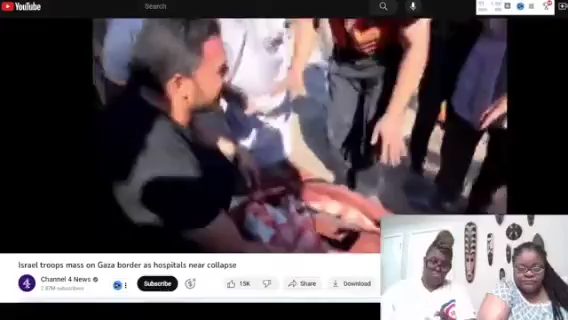 YouTube
Search
Israel troops mass on Gaza border as hospitals near collapse
Channel 4 News
Subscribe
15K
Share
Download